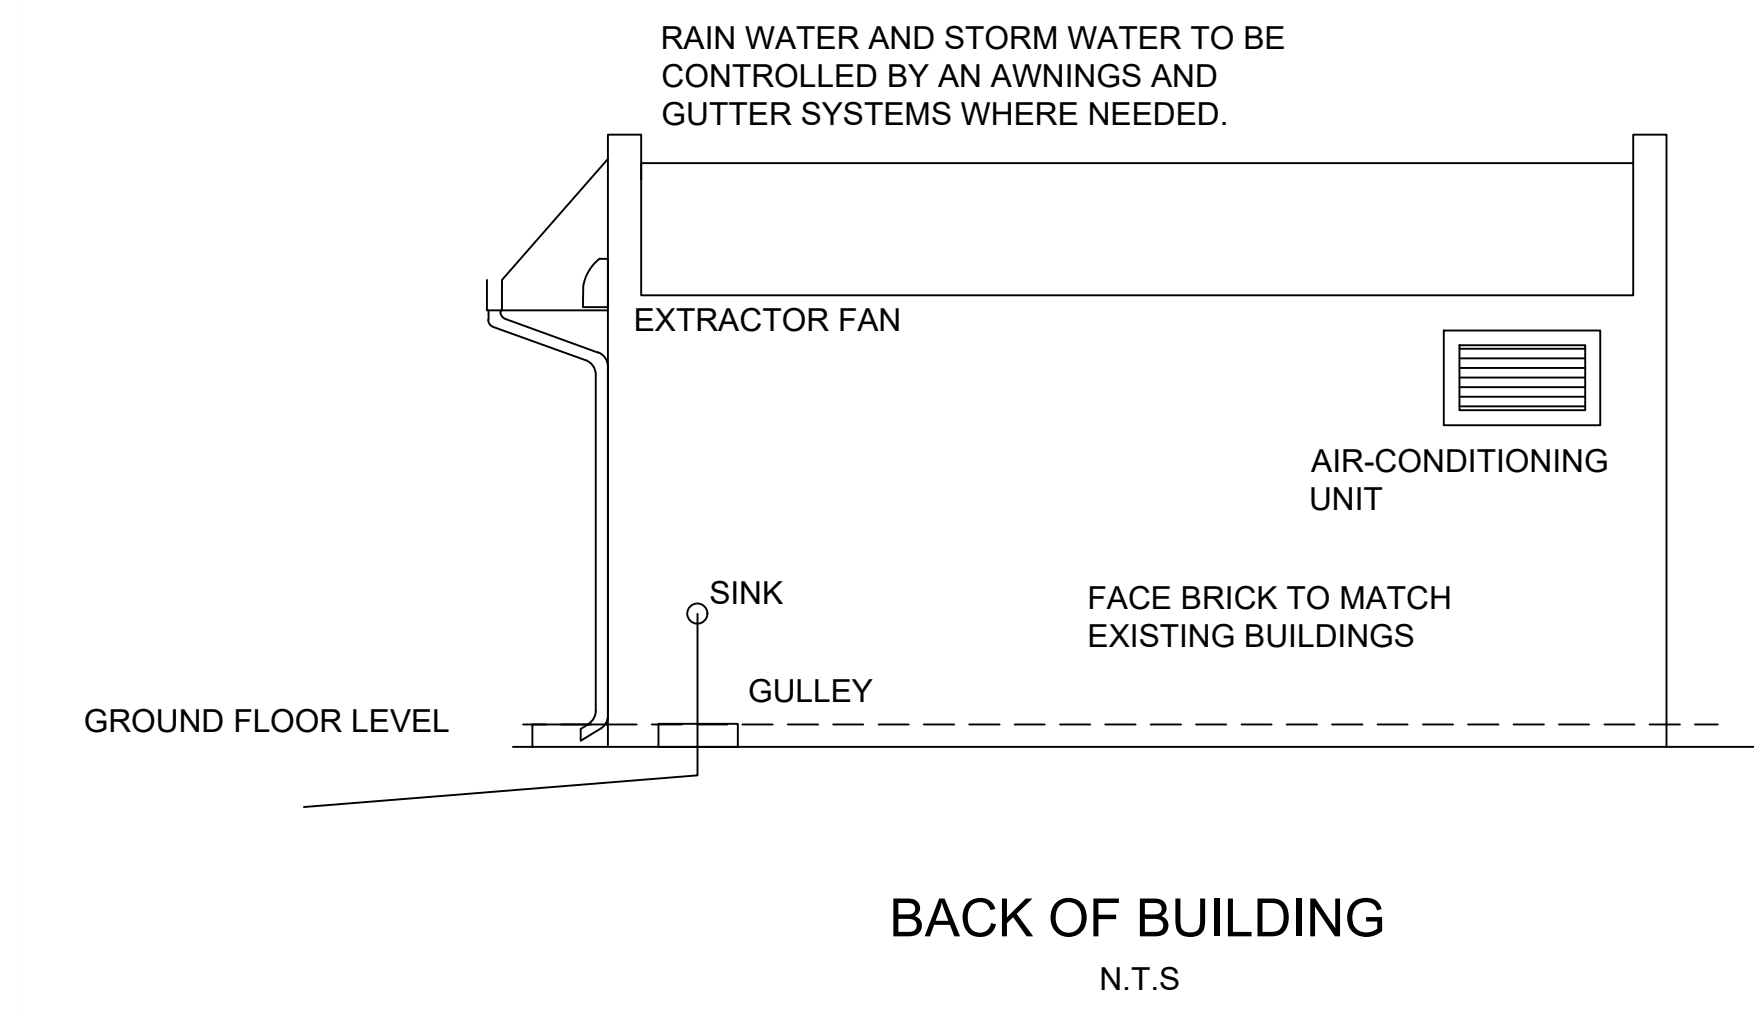 RAIN WATER AND STORM WATER TO BE
CONTROLLED BY AN AWNINGS AND
GUTTER SYSTEMS WHERE NEEDED.
EXTRACTOR FAN
AIR-CONDITIONING
UNIT
SINK
FACE BRICK TO MATCH
EXISTING BUILDINGS
GULLEY
GROUND FLOOR LEVEL
BACK OF BUILDING
N.T.S